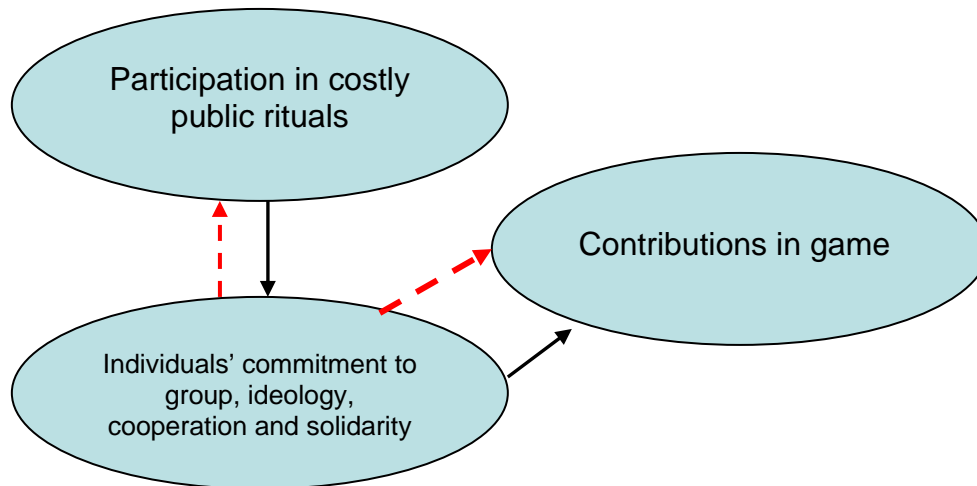 Participation in costly
public rituals
Contributions in game
Individuals’ commitment to
group, ideology,
cooperation and solidarity